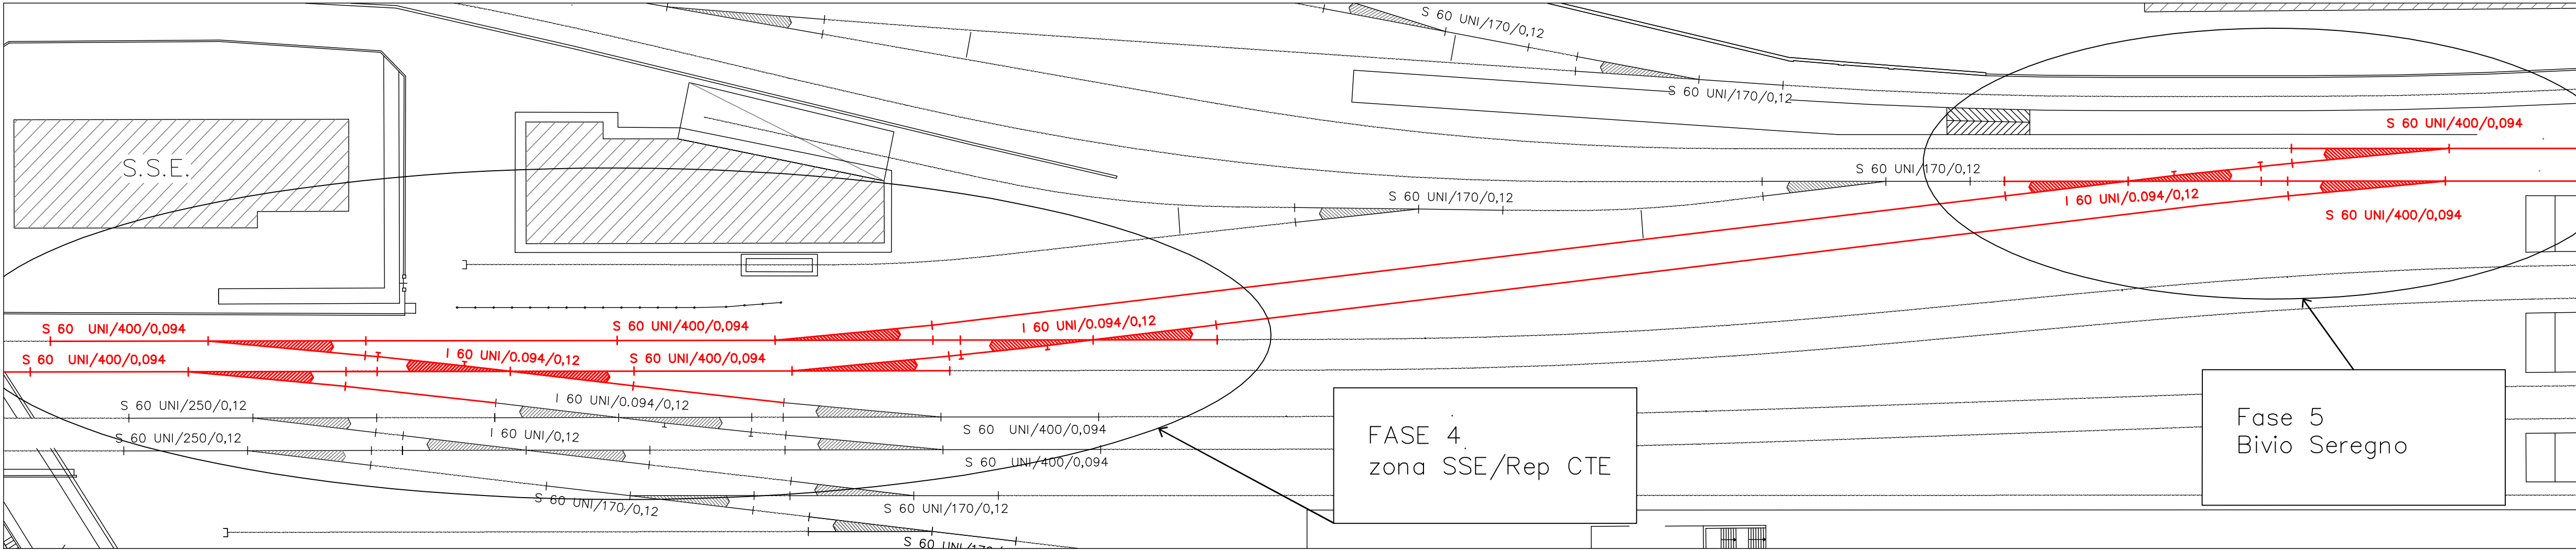 S 60 UNI/170/0,12
S 60 UNI/170/0,12
S 60 UNI/400/0,094
S.S.E.
S 60 UNI/170/0,12
S 60 UNI/170/0,12
I 60 UNI/0.094/0,12
S 60 UNI/400/0,094
S 60 UNI/400/0,094
S 60 UNI/400/0,094
I 60 UNI/0.094/0,12
S 60 UNI/400/0,094
I 60 UNI/0.094/0,12
S 60 UNI/400/0,094
S 60 UNI/250/0,12
I 60 UNI/0.094/0,12
S 60 UNI/250/0,12
I 60 UNI/0,12
S 60 UNI/400/0,094
S 60 UNI/400/0,094
S 60 UNI/170/0,12
S 60 UNI/170/0,12
FASE 4
zona SSE/Rep CTE
Fase 5
Bivio Seregno